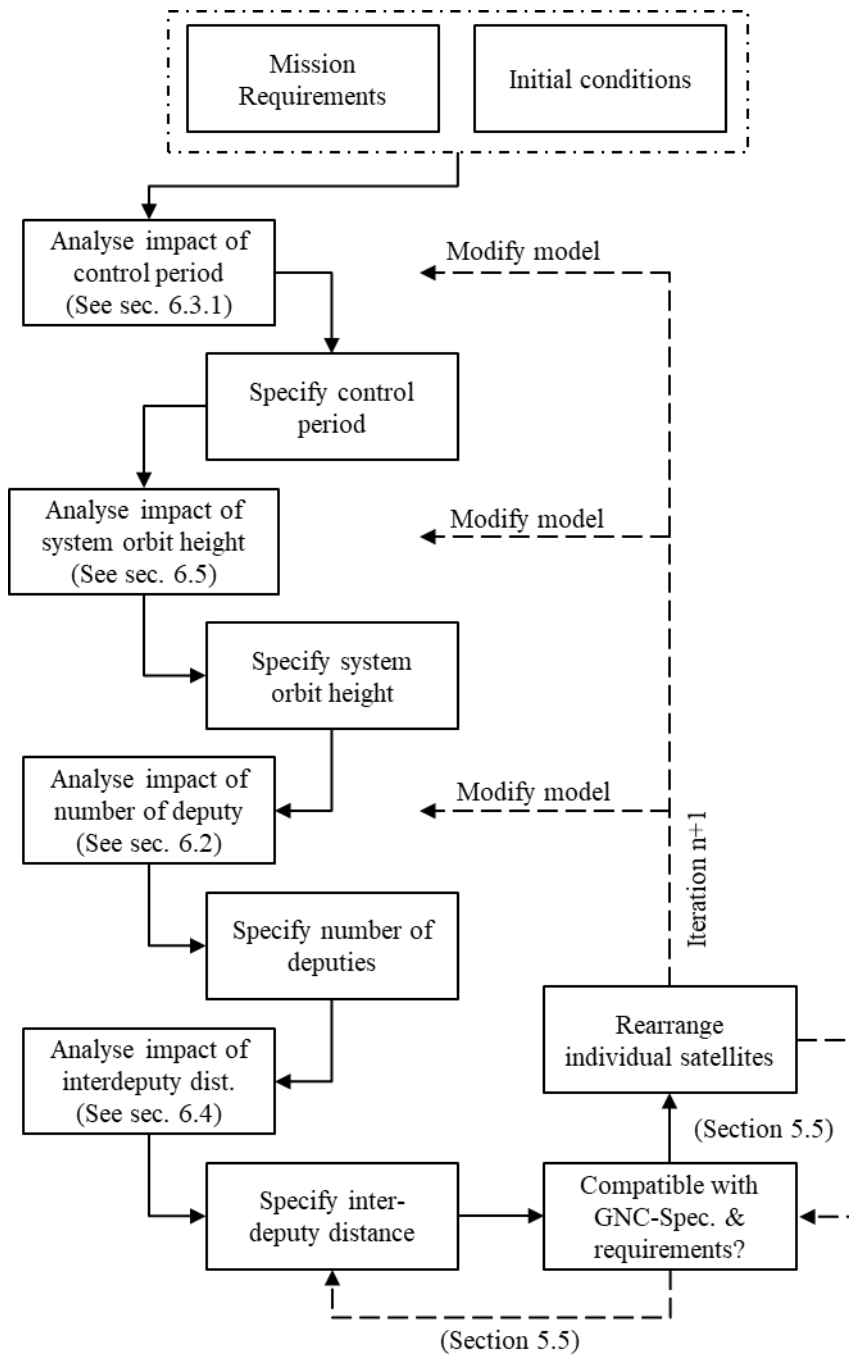 Mission
Requirements
Initial conditions
Analyse impact of
control period
(See sec. 6.3.1)
Modify model
Specify control
period
Analyse impact of
system orbit height
(See sec. 6.5)
Modify model
Specify system
orbit height
Analyse impact of
number of deputy
(See sec. 6.2)
Modify model
Iteration n+1
Specify number of
deputies
Analyse impact of
interdeputy dist.
(See sec. 6.4)
Rearrange
individual satellites
(Section 5.5)
Specify inter-
deputy distance
Compatible with
GNC-Spec. &
requirements?
(Section 5.5)